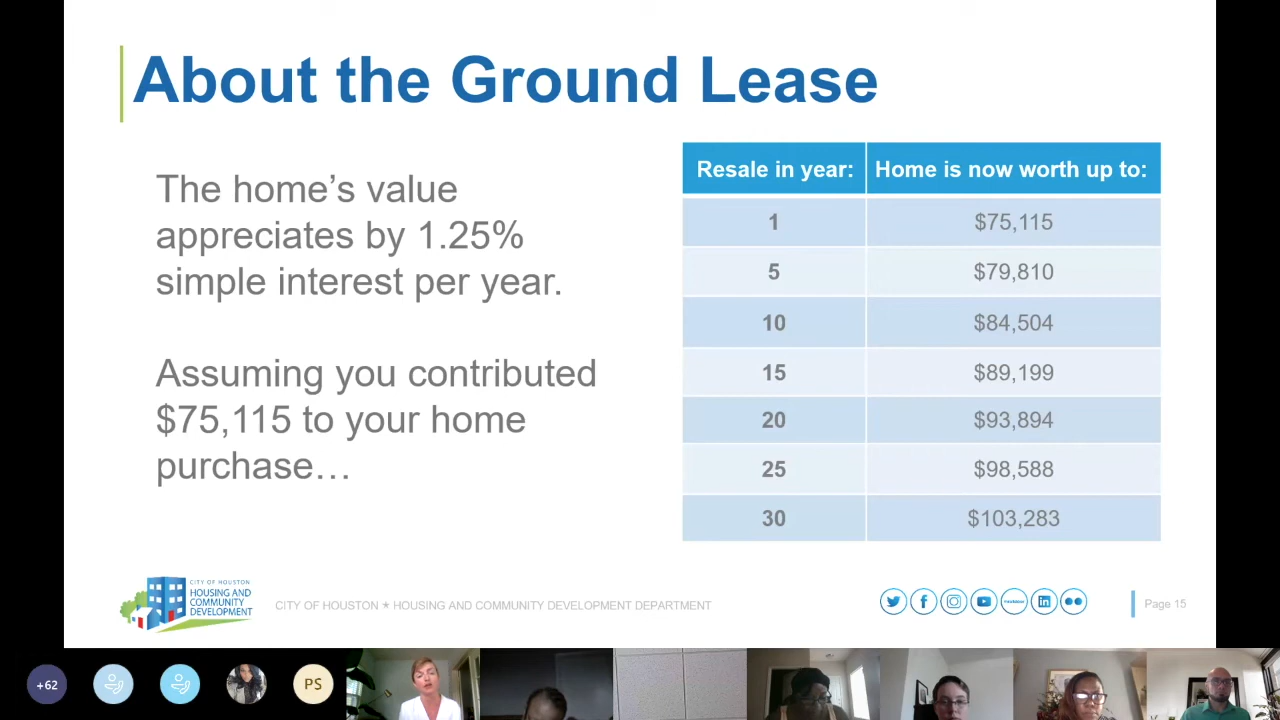 About the Ground Lease
The home's value
appreciates by 1.25%
simple interest per year.
Assuming you contributed
$75,115 to your home
purchase…
Resale in year: Home is now worth up to:
1 $75,115
5 $79,810
10 $84,504
15 $89,199
20 $93,894
25 $98,588
30 $103,283
CITY OF HOUSTON
HOUSING AND
COMMUNITY
DEVELOPMENT
CITY OF HOUSTON ★ HOUSING AND COMMUNITY DEVELOPMENT DEPARTMENT
Page 15
+62
PS